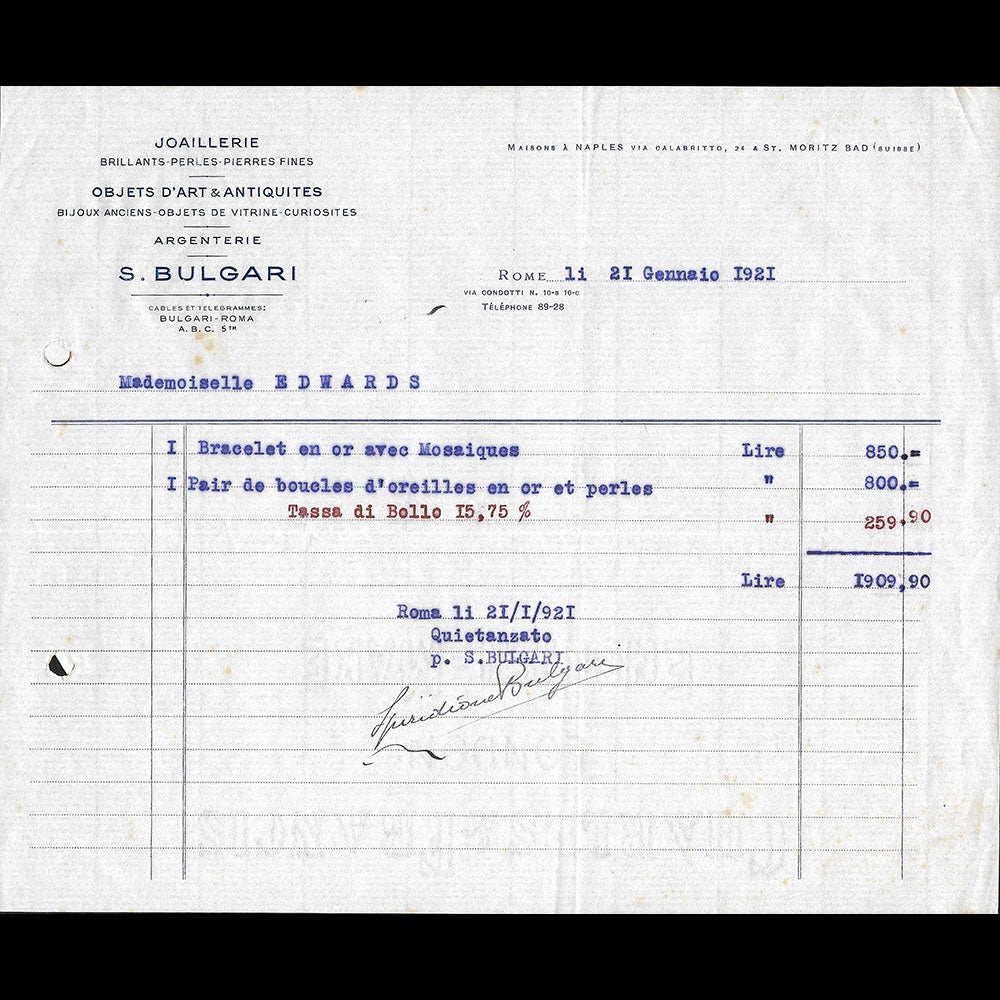 JOAILLERIE
BRILLANTS-PERLES-PIERRES FINES
OBJETS D'ART & ANTIQUITES
BIJOUX ANCIENS-OBJETS DE VITRINE-CURIOSITES
ARGENTERIE
S. BULGARI
CABLES ET TELEGRAMMES:
BULGARI-ROMA
A.B.C. 5TH
MAISONS À NAPLES VIA CALABRITTO, 24 & ST. MORITZ BAD (SUISSE)
ROME li 2I Gennaio I92I
VIA CONDOTTI N. 10-B 10-C
TÉLÉPHONE 89-28
Mademoiselle E D W A R D S
I Bracelet en or avec Mosaiques Lire 850.=
I Pair de boucles d'oreilles en or et perles " 800.=
Tassa di Bollo I5,75 % " 259.90
Lire I909,90
Roma li 2I/I/92I
Quietanzato
p. S.BULGARI
Spiridione Bulgari